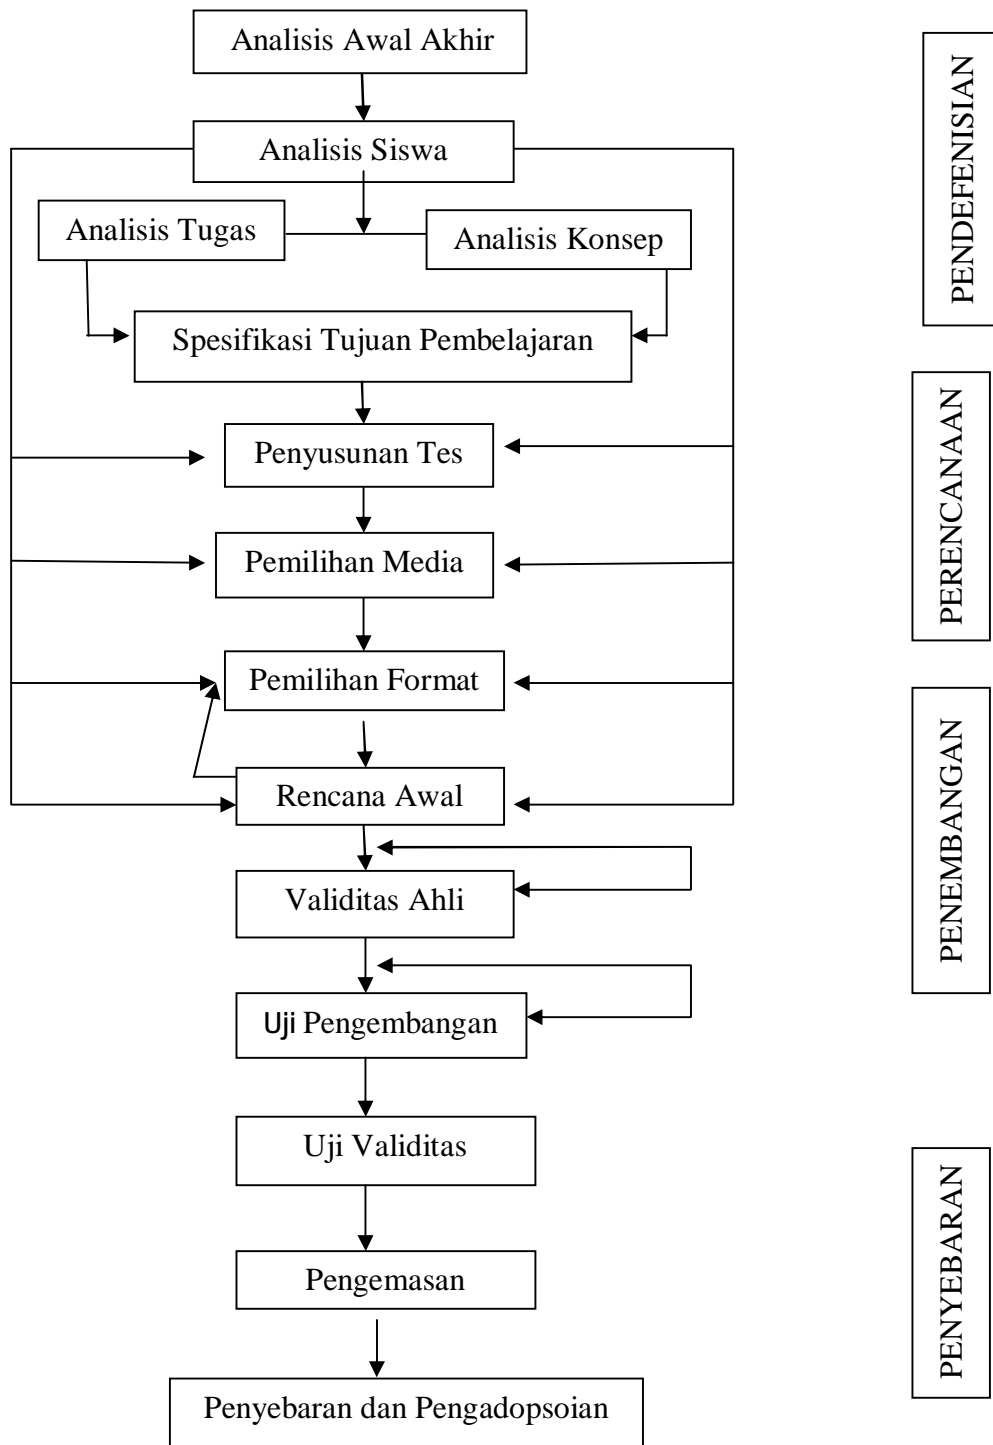 Analisis Awal Akhir
Analisis Siswa
Analisis Tugas
Analisis Konsep
Spesifikasi Tujuan Pembelajaran
Penyusunan Tes
Pemilihan Media
Pemilihan Format
Rencana Awal
Validitas Ahli
Uji Pengembangan
Uji Validitas
Pengemasan
Penyebaran dan Pengadopsoian
PENDEFENISIAN
PERENCANAAN
PENEMBANGAN
PENYEBARAN